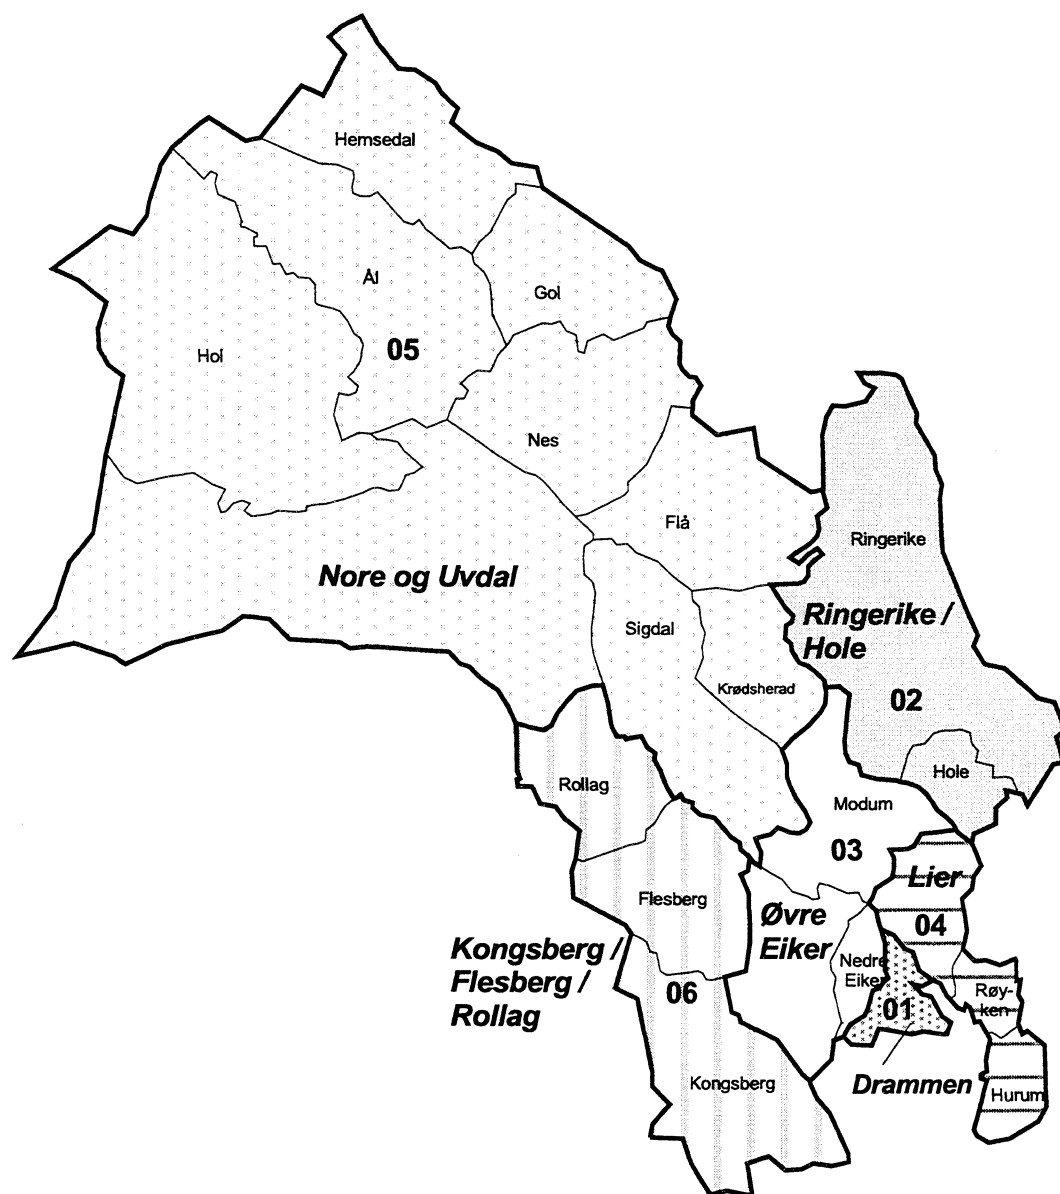 Hemsedal
Ål
Gol
05
Hol
Nes
Flå
Ringerike
Nore og Uvdal
Ringerike /
Hole
Sigdal
Krødsherad
02
Rollag
Hole
Modum
03
Lier
Flesberg
Øvre
Eiker
04
Kongsberg /
Flesberg /
Rollag
Nedre
Eiker
06
01
Røy-
ken
Kongsberg
Drammen
Hurum